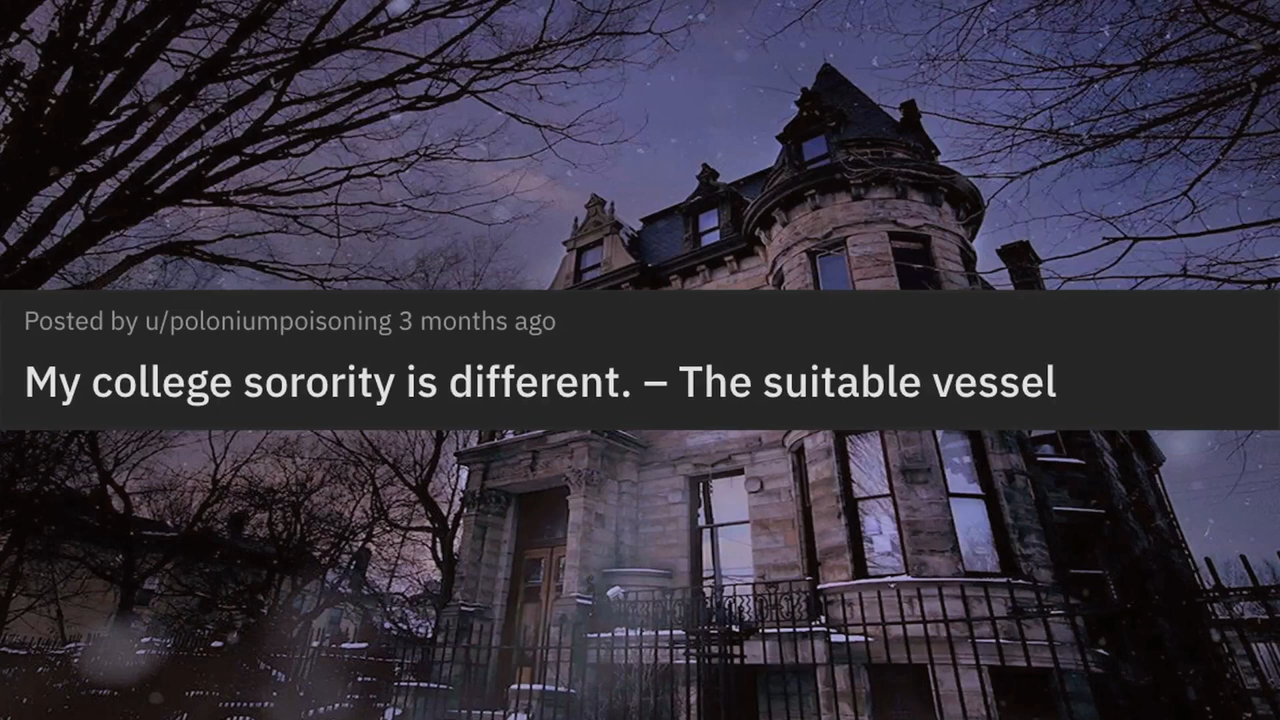 Posted by u/poloniumpoisoning 3 months ago
My college sorority is different. – The suitable vessel